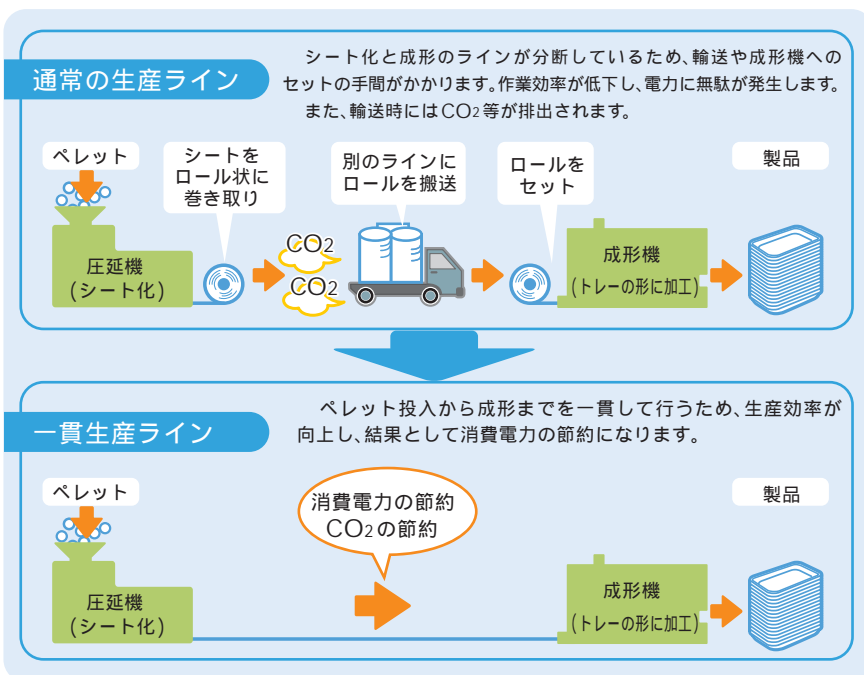 通常の生産ライン
シート化と成形のラインが分断しているため、輸送や成形機への
セットの手間がかかります。作業効率が低下し、電力に無駄が発生します。
また、輸送時にはCO2等が排出されます。
ペレット
シートを
ロール状に
巻き取り
別のラインに
ロールを搬送
ロールを
セット
製品
圧延機
(シート化)
CO2
CO2
成形機
(トレーの形に加工)
一貫生産ライン
ペレット投入から成形までを一貫して行うため、生産効率が
向上し、結果として消費電力の節約になります。
ペレット
消費電力の節約
CO2の節約
製品
圧延機
(シート化)
成形機
(トレーの形に加工)